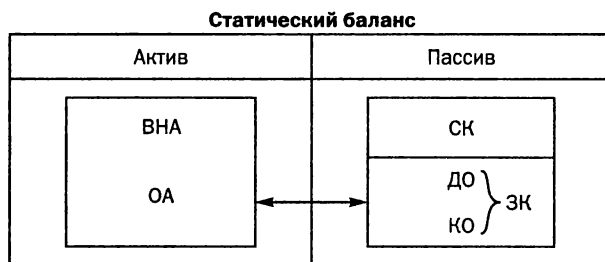 Статический баланс
Актив Пассив
ВНА
ОА
СК
ДО
КО
ЗК